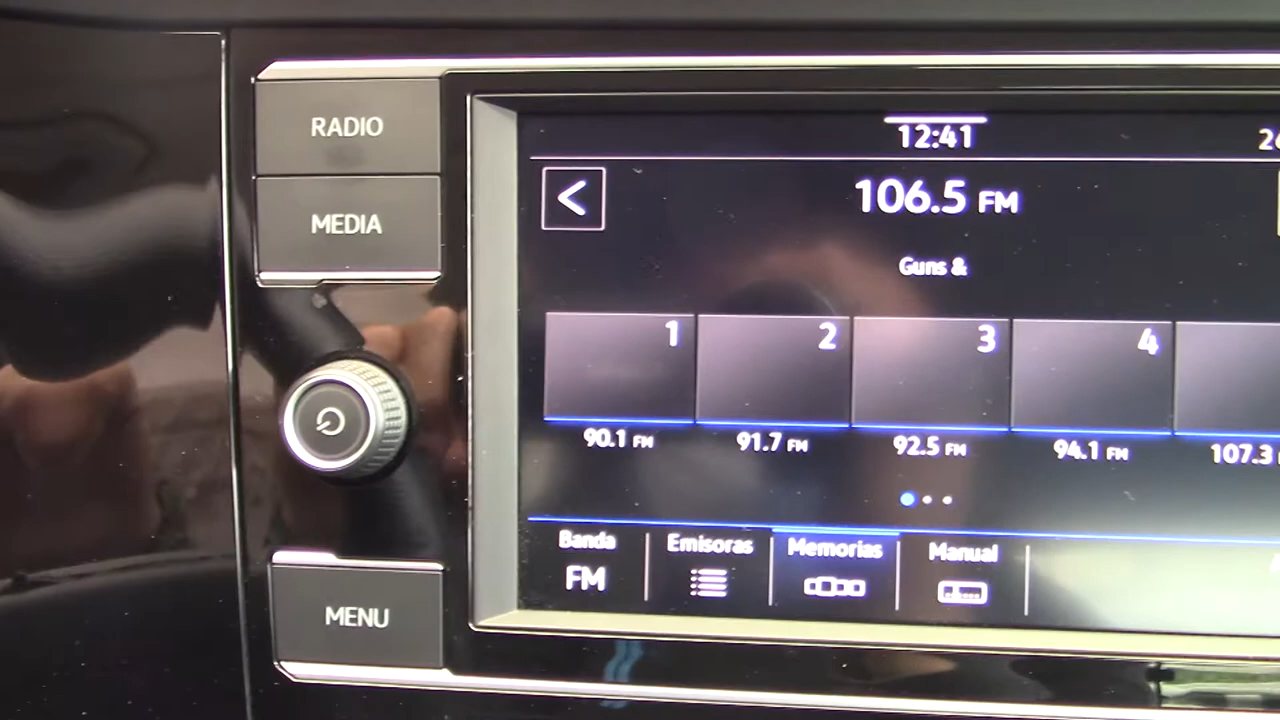 RADIO
MEDIA
MENU
12:41
26
106.5 FM
Guns &
1 2 3 4
90.1 FM 91.7 FM 92.5 FM 94.1 FM 107.3
Banda Emisoras Memorias Manual
FM